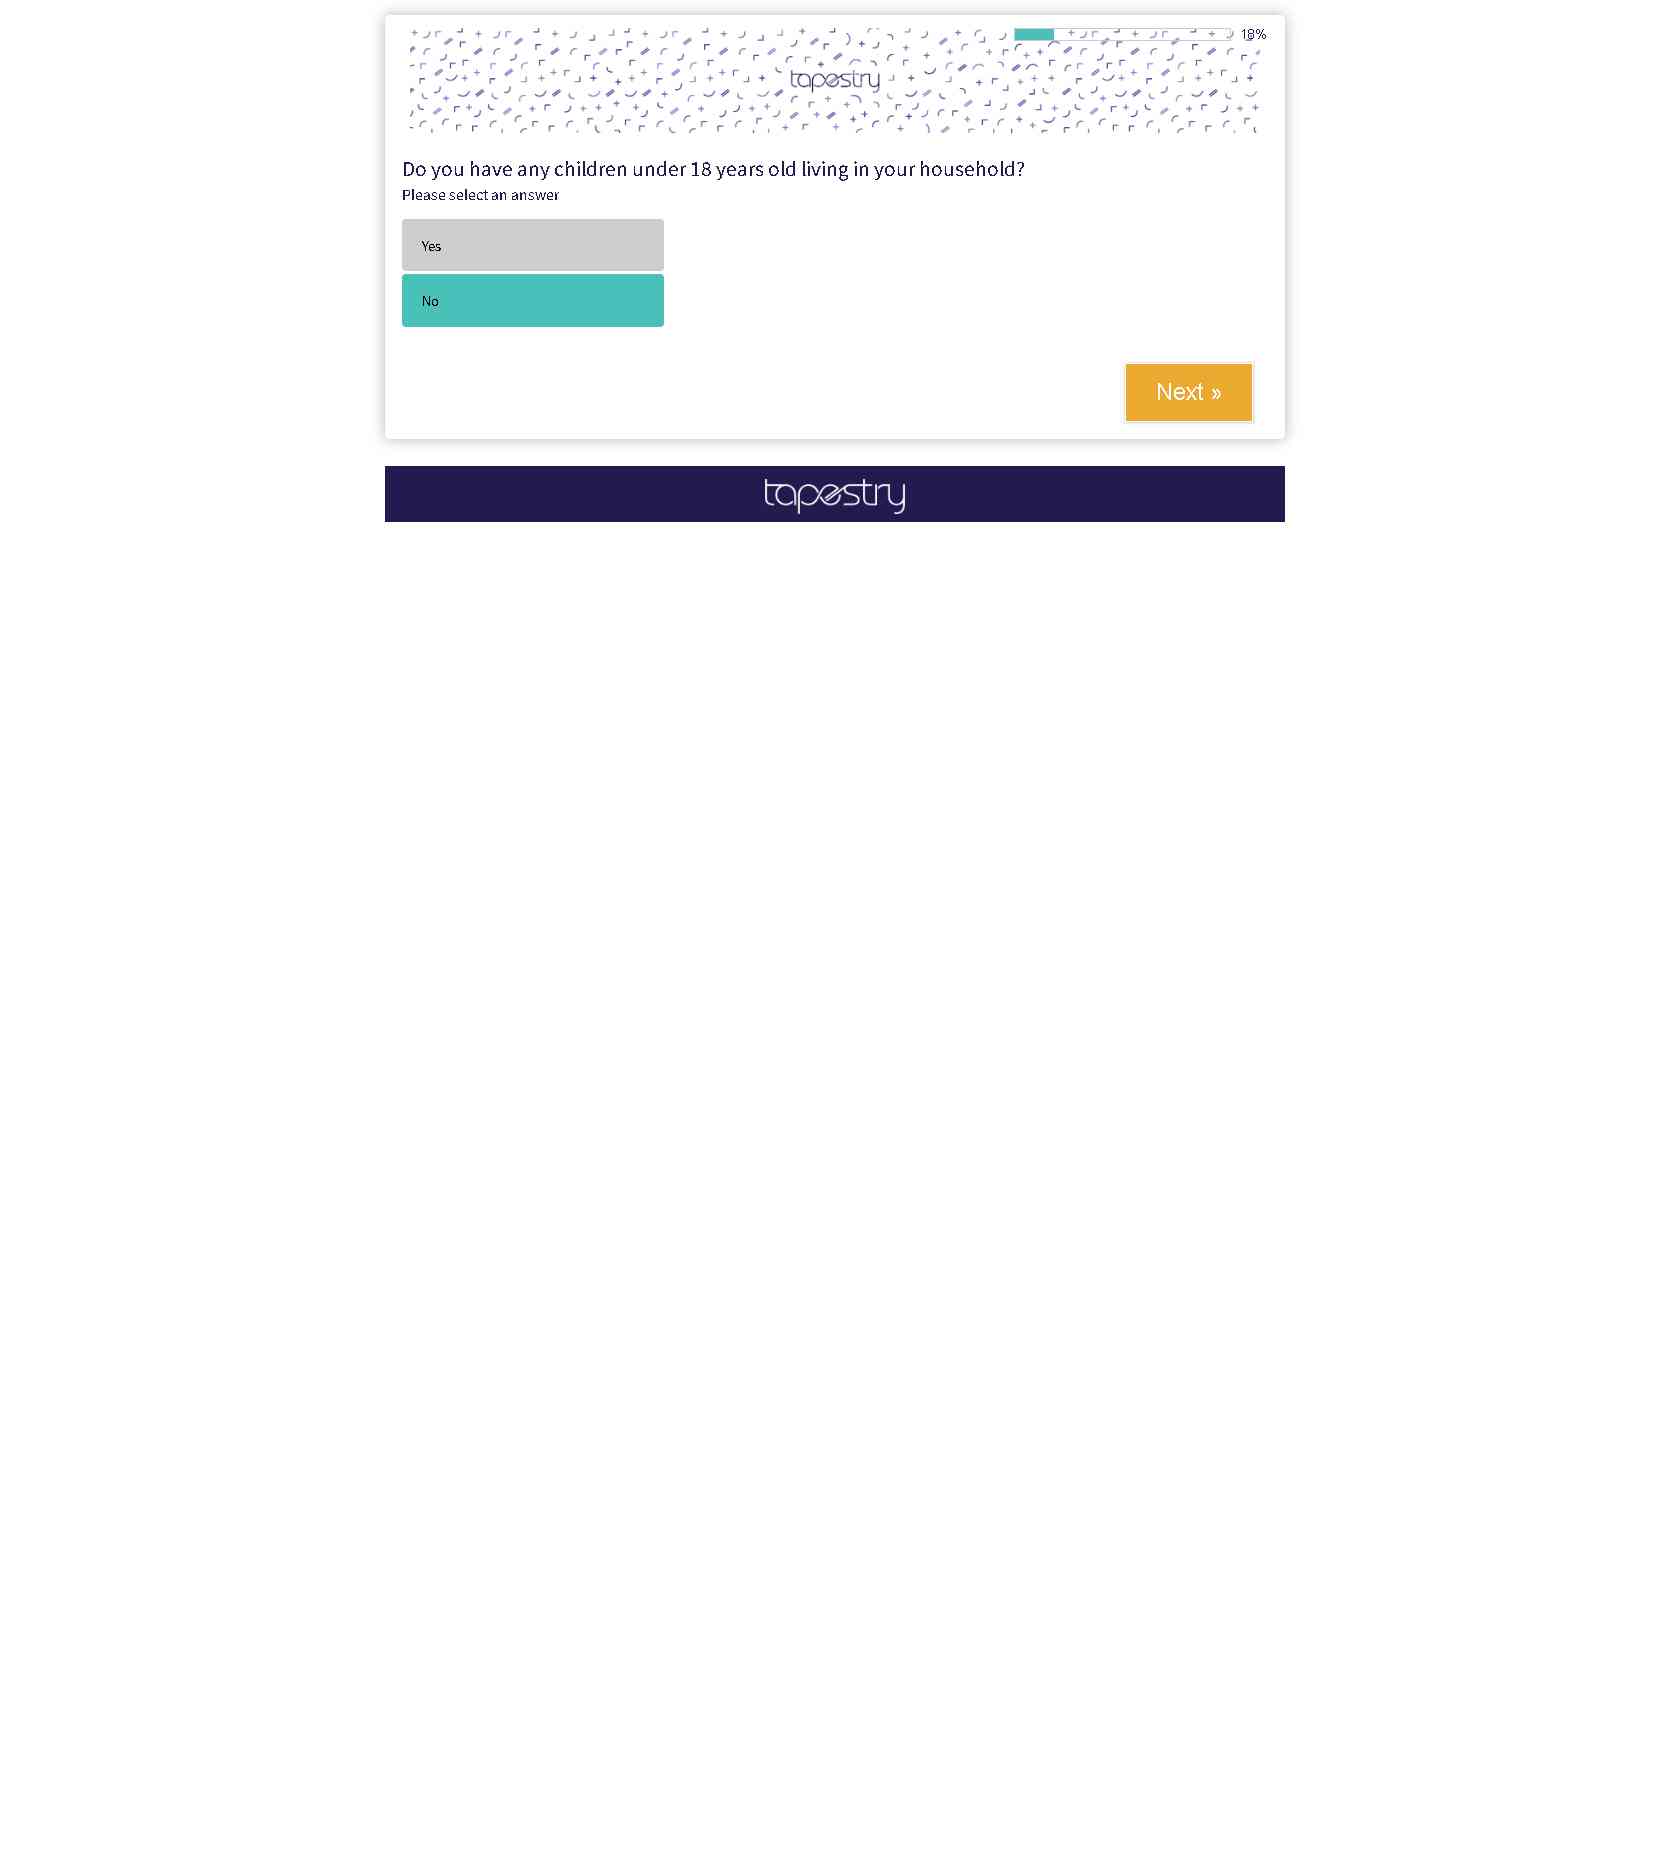 18%
tapestry
Do you have any children under 18 years old living in your household?
Please select an answer
Yes
No
Next »
tapestry